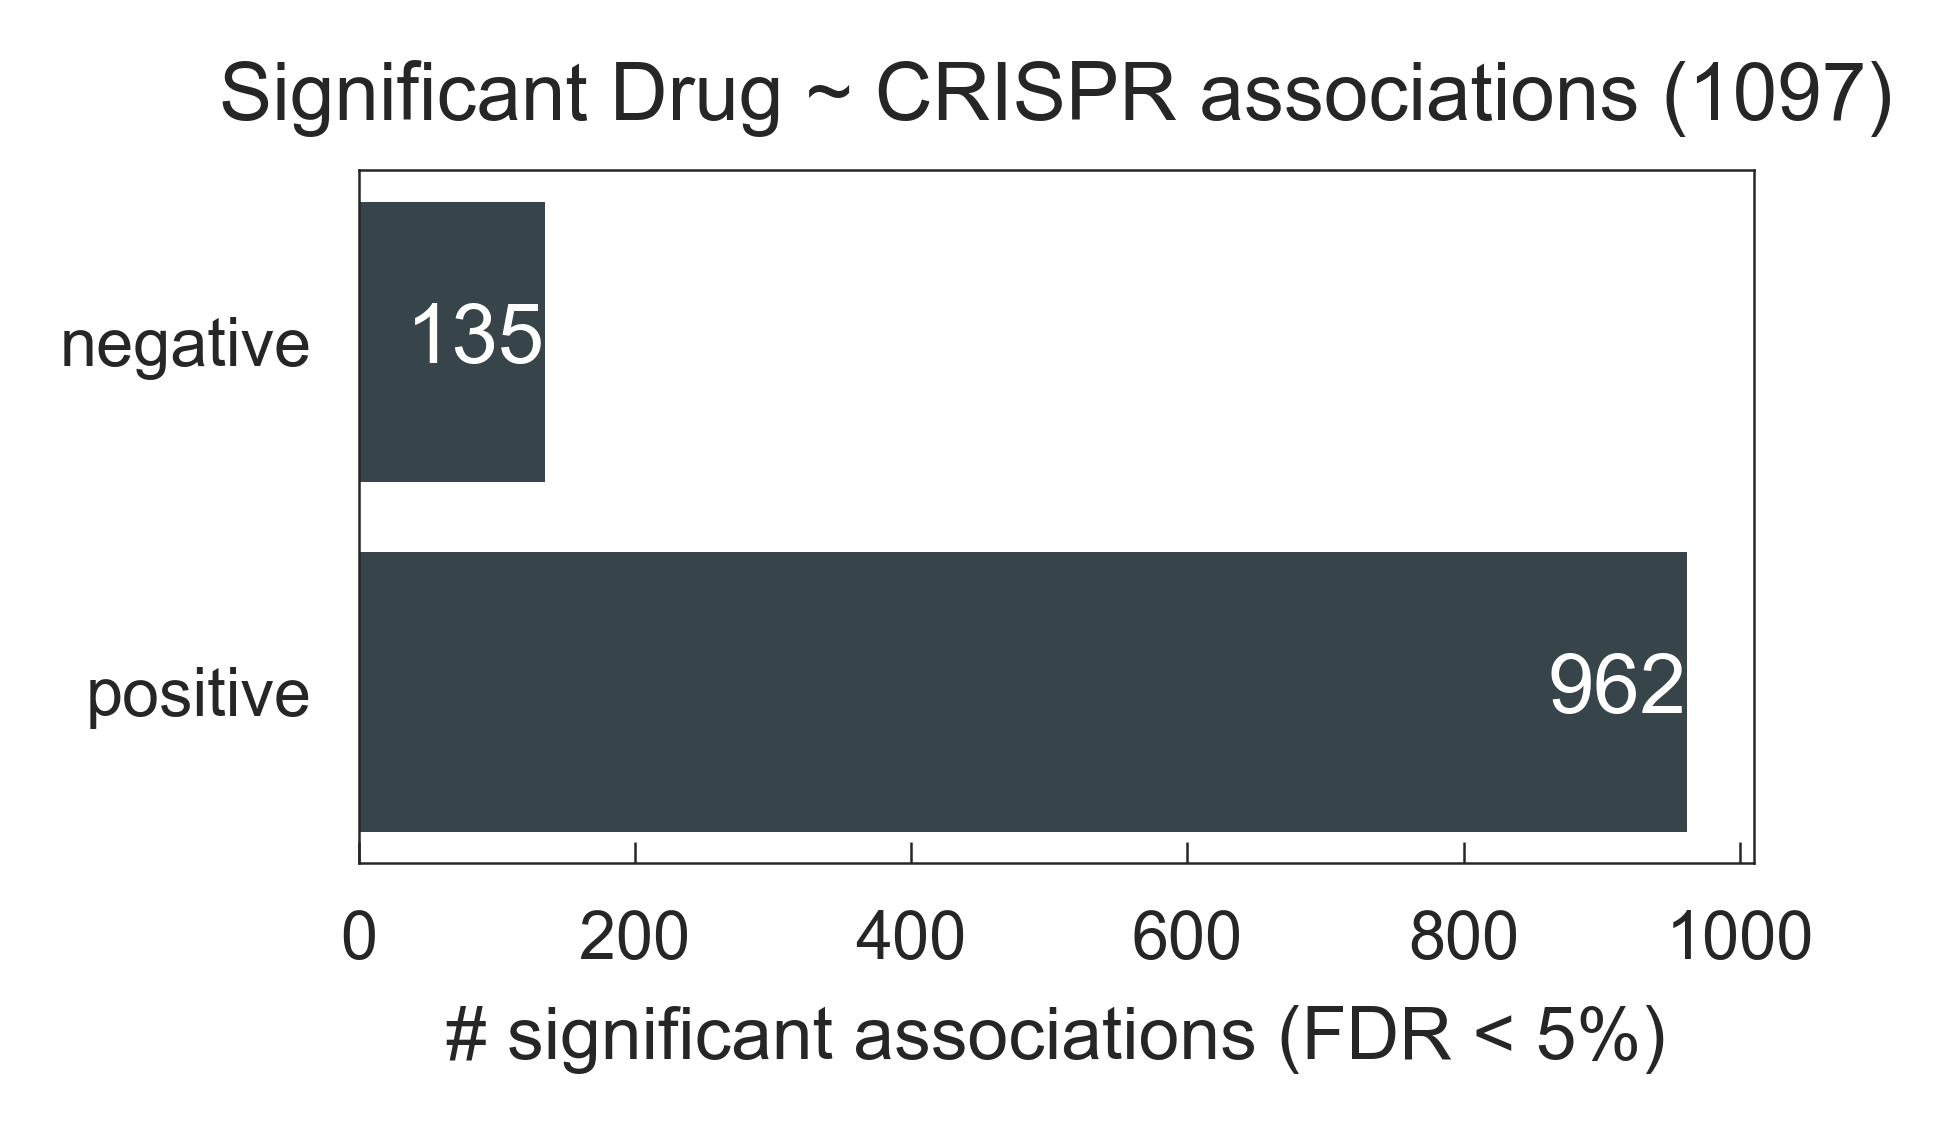 Significant Drug ~ CRISPR associations (1097)
negative
135
positive
962
0 200 400 600 800 1000
# significant associations (FDR < 5%)